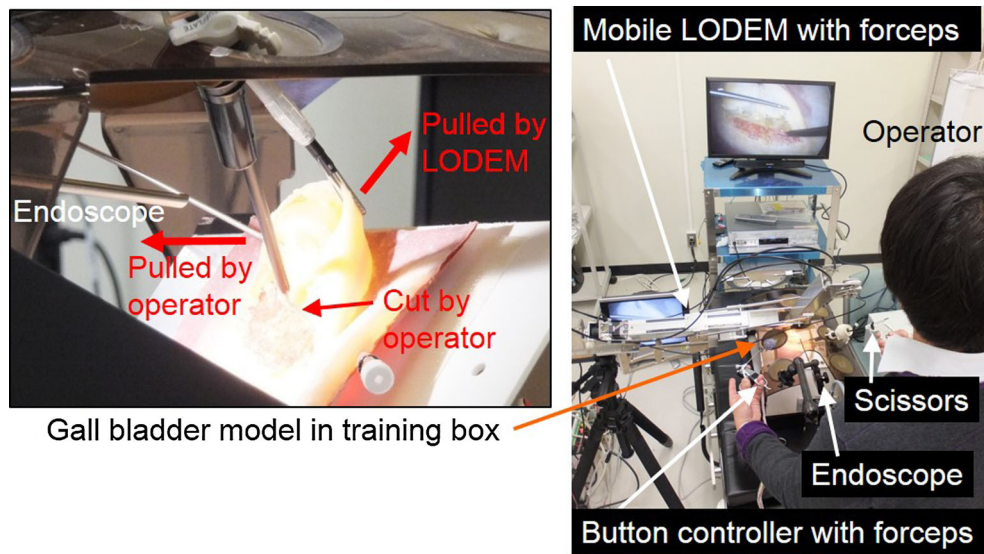 Pulled by
LODEM
Endoscope
Pulled by
operator
Cut by
operator
Gall bladder model in training box
Mobile LODEM with forceps
Operator
Scissors
Endoscope
Button controller with forceps